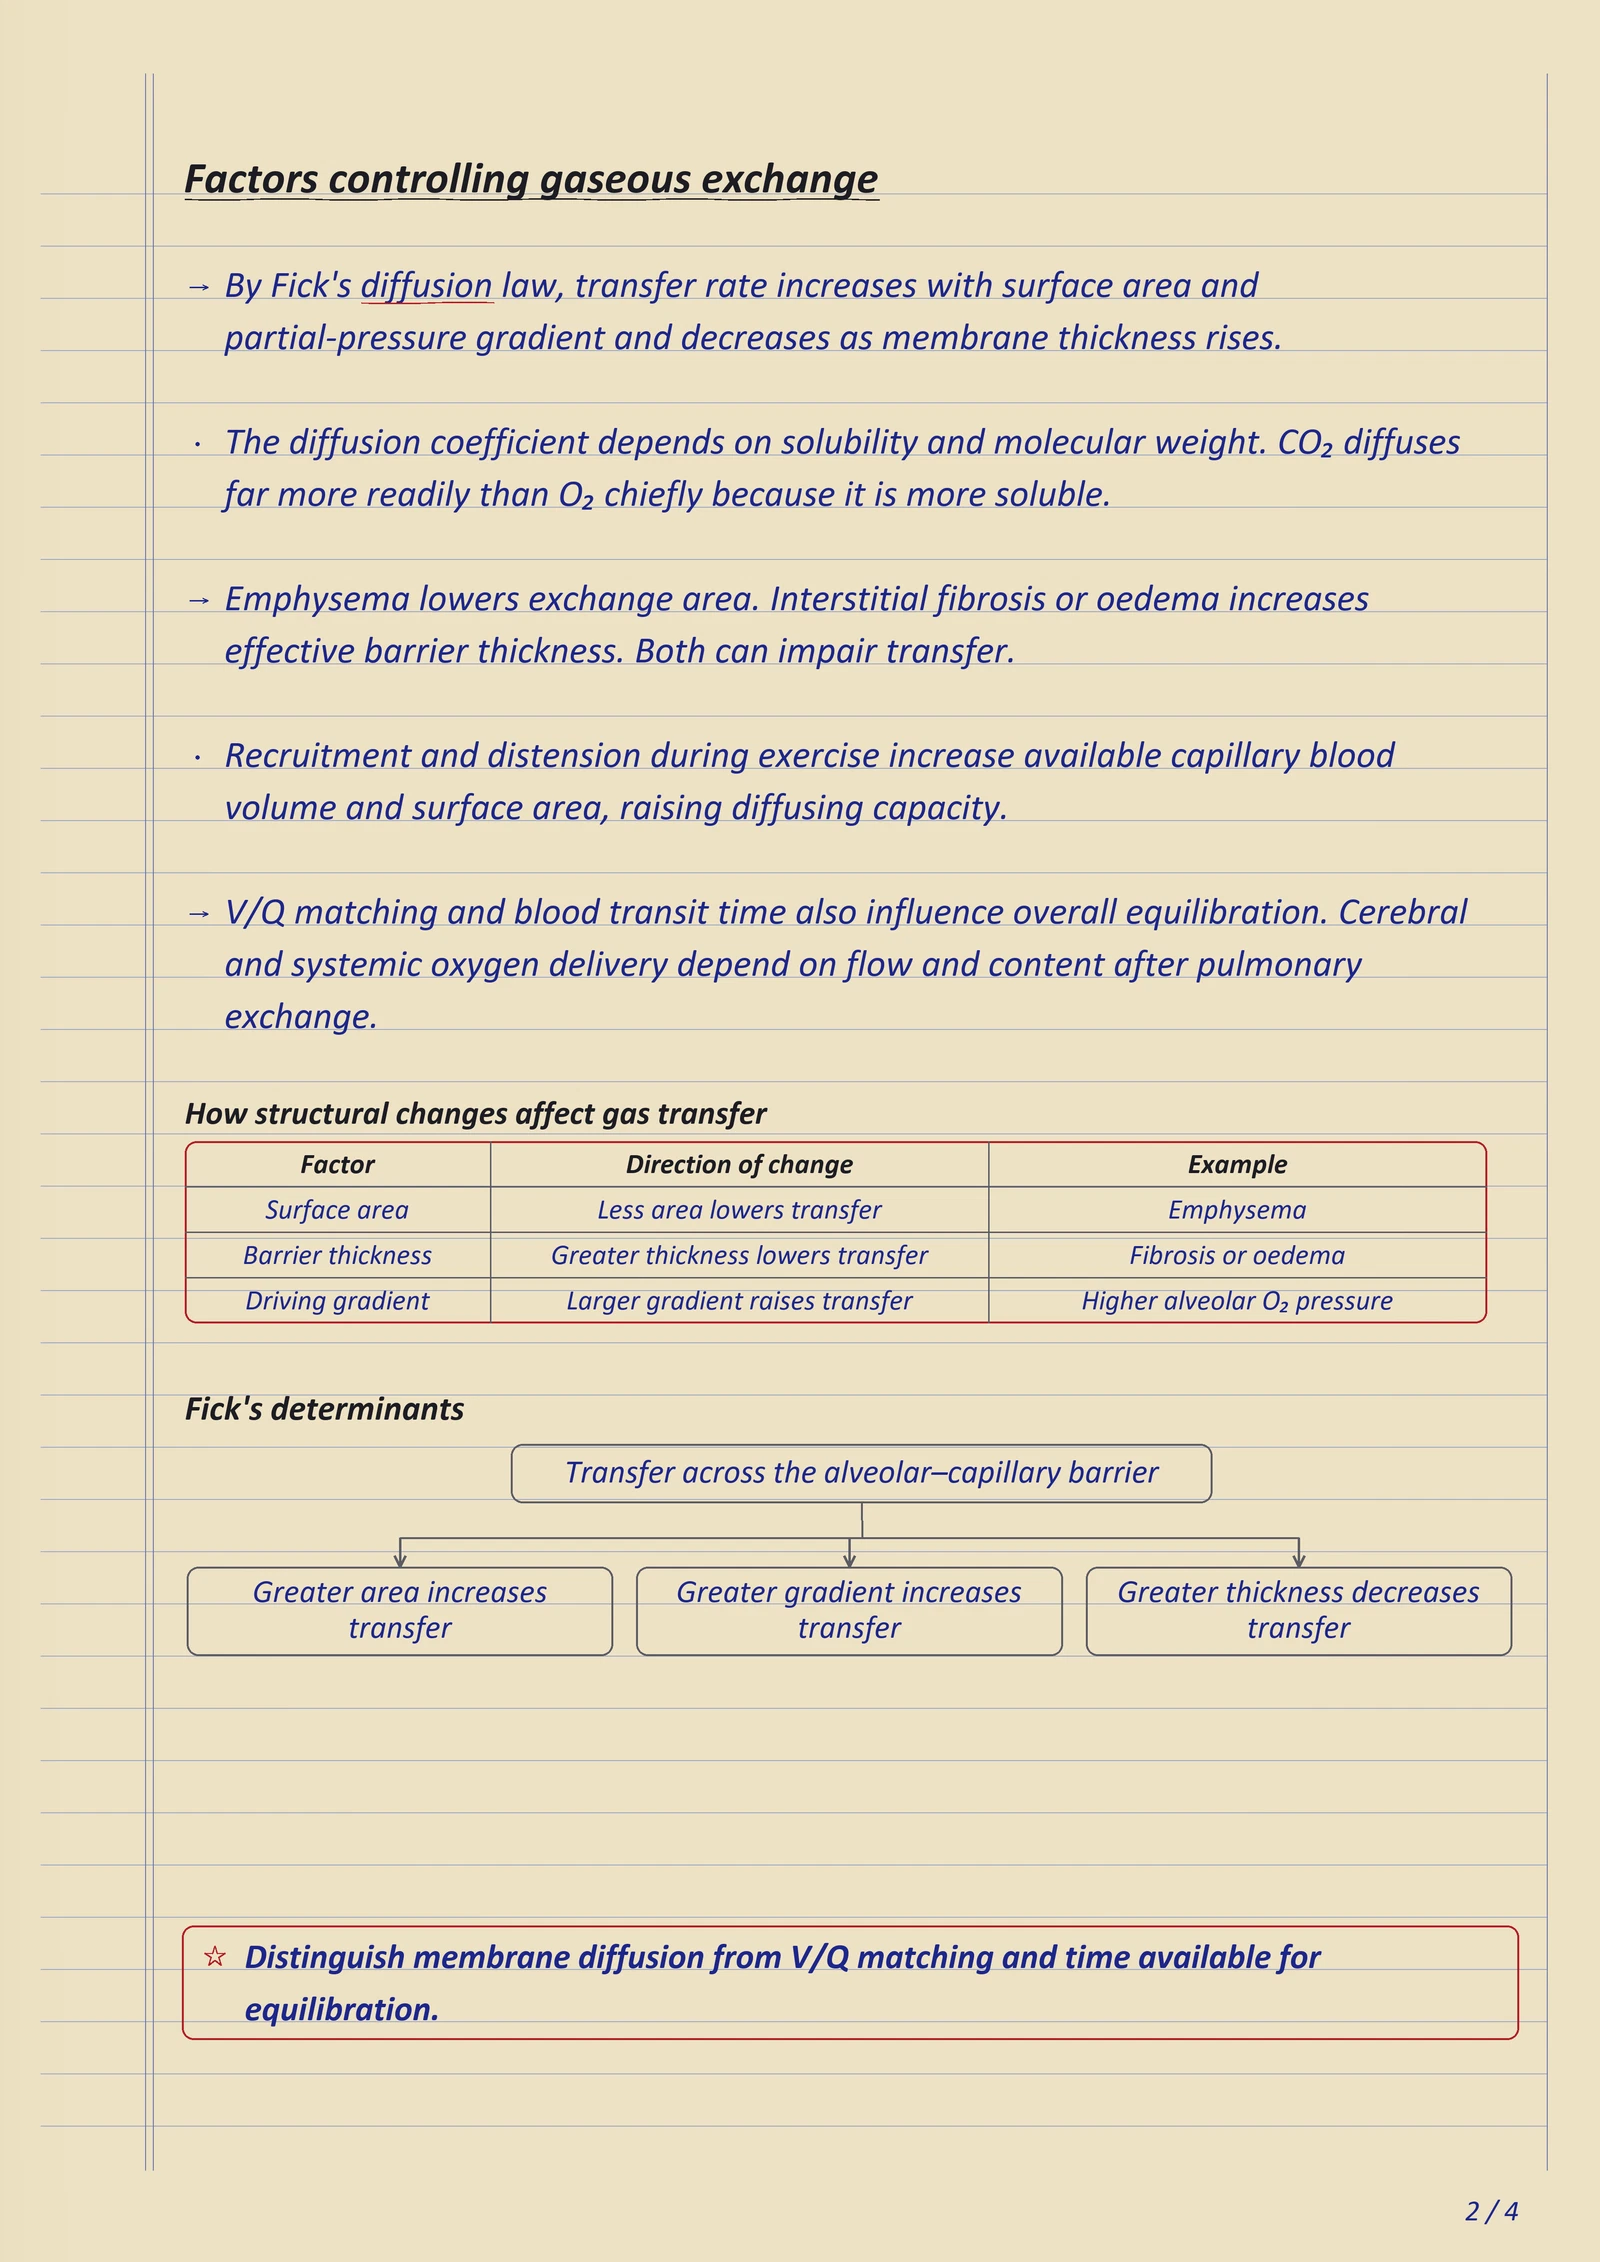 Factors controlling gaseous exchange
→ By Fick's diffusion law, transfer rate increases with surface area and
partial-pressure gradient and decreases as membrane thickness rises.
· The diffusion coefficient depends on solubility and molecular weight. CO₂ diffuses
far more readily than O₂ chiefly because it is more soluble.
→ Emphysema lowers exchange area. Interstitial fibrosis or oedema increases
effective barrier thickness. Both can impair transfer.
· Recruitment and distension during exercise increase available capillary blood
volume and surface area, raising diffusing capacity.
→ V/Q matching and blood transit time also influence overall equilibration. Cerebral
and systemic oxygen delivery depend on flow and content after pulmonary
exchange.
How structural changes affect gas transfer
Factor Direction of change Example
Surface area Less area lowers transfer Emphysema
Barrier thickness Greater thickness lowers transfer Fibrosis or oedema
Driving gradient Larger gradient raises transfer Higher alveolar O₂ pressure
Fick's determinants
Transfer across the alveolar–capillary barrier
Greater area increases
transfer
Greater gradient increases
transfer
Greater thickness decreases
transfer
☆ Distinguish membrane diffusion from V/Q matching and time available for
equilibration.
2 / 4